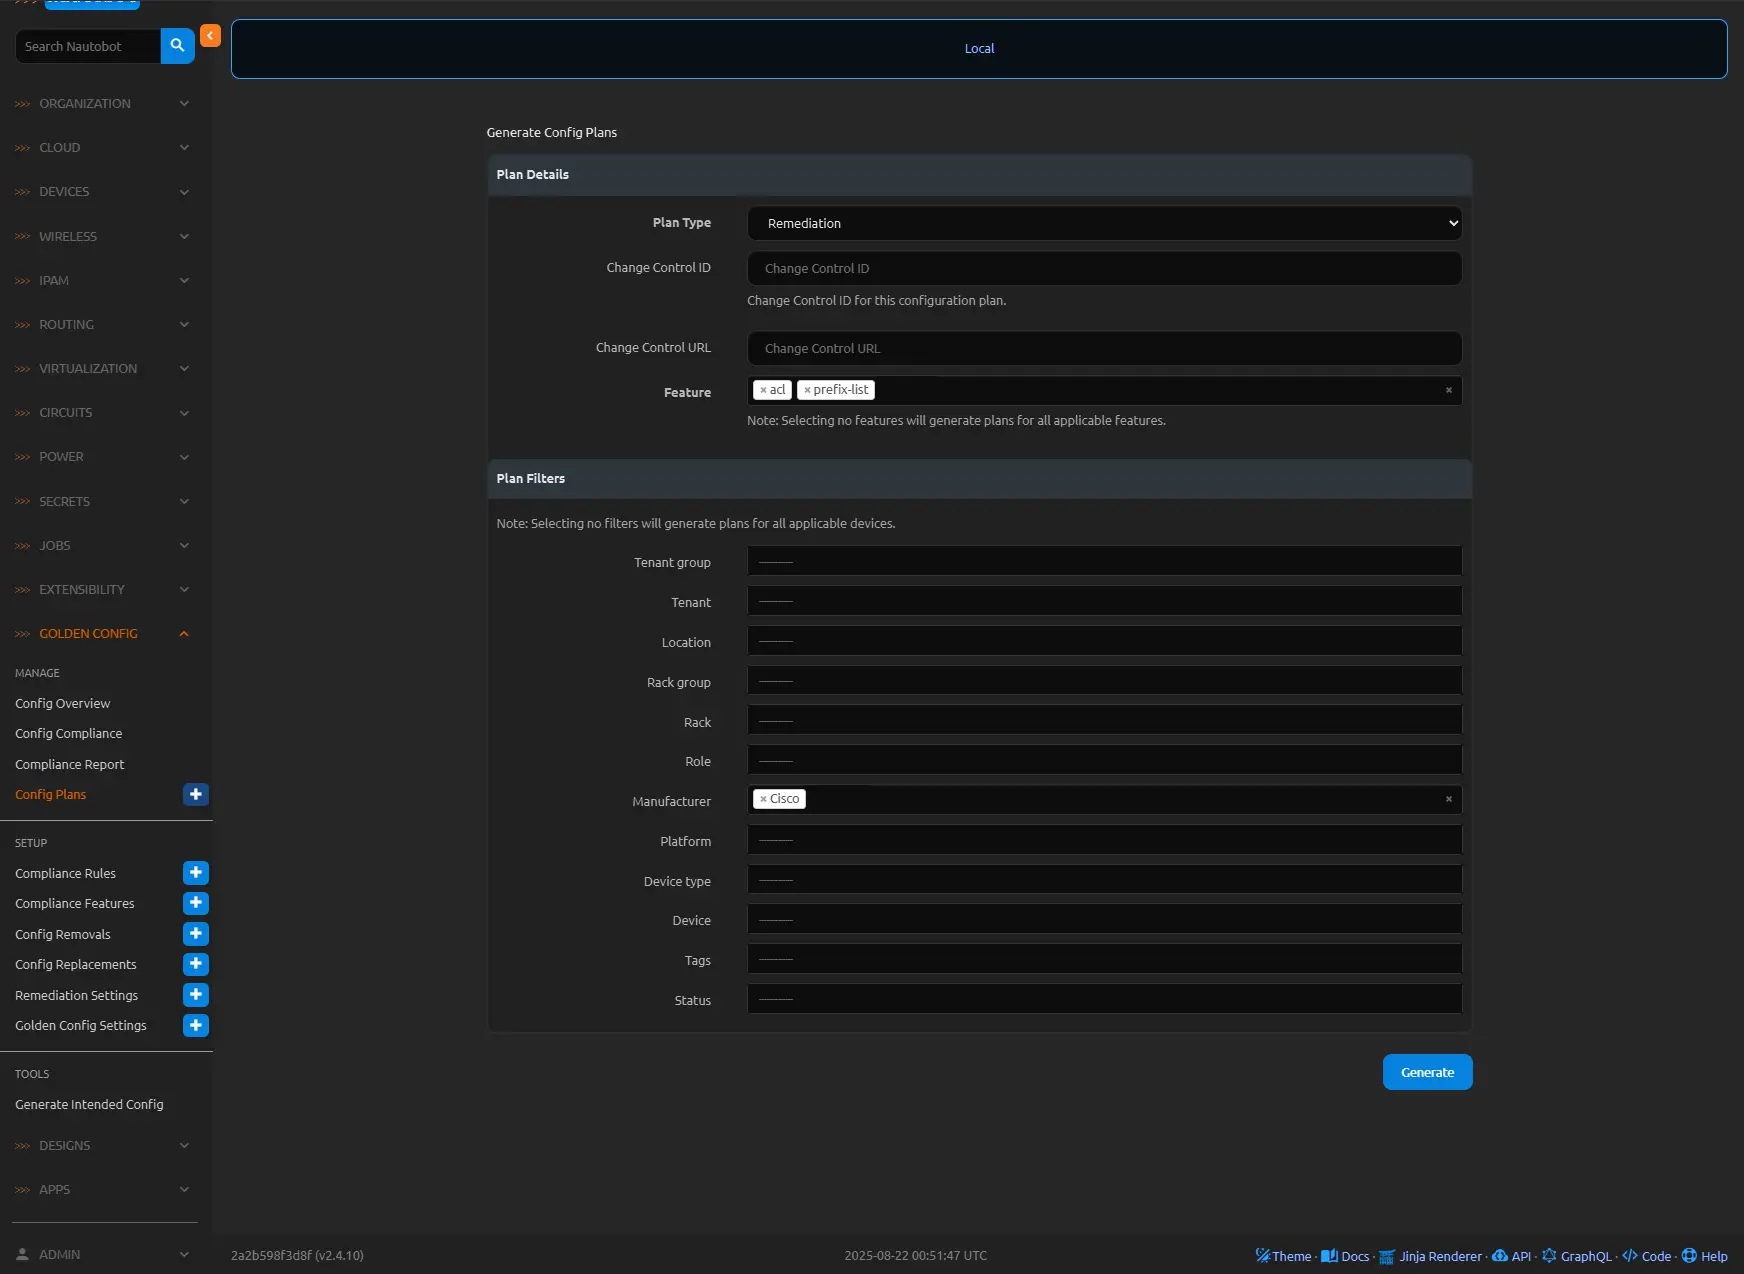 Search Nautobot
Local
>>> ORGANIZATION
>>> CLOUD
>>> DEVICES
>>> WIRELESS
>>> IPAM
>>> ROUTING
>>> VIRTUALIZATION
>>> CIRCUITS
>>> POWER
>>> SECRETS
>>> JOBS
>>> EXTENSIBILITY
>>> GOLDEN CONFIG
MANAGE
Config Overview
Config Compliance
Compliance Report
Config Plans
SETUP
Compliance Rules
Compliance Features
Config Removals
Config Replacements
Remediation Settings
Golden Config Settings
TOOLS
Generate Intended Config
>>> DESIGNS
>>> APPS
ADMIN
Generate Config Plans
Plan Details
Plan Type Remediation
Change Control ID Change Control ID
Change Control ID for this configuration plan.
Change Control URL Change Control URL
Feature × acl × prefix-list ×
Note: Selecting no features will generate plans for all applicable features.
Plan Filters
Note: Selecting no filters will generate plans for all applicable devices.
Tenant group ---------
Tenant ---------
Location ---------
Rack group ---------
Rack ---------
Role ---------
Manufacturer × Cisco ×
Platform ---------
Device type ---------
Device ---------
Tags ---------
Status ---------
Generate
2a2b598f3d8f (v2.4.10)
2025-08-22 00:51:47 UTC
Theme · Docs · Jinja Renderer · API · GraphQL · Code · Help